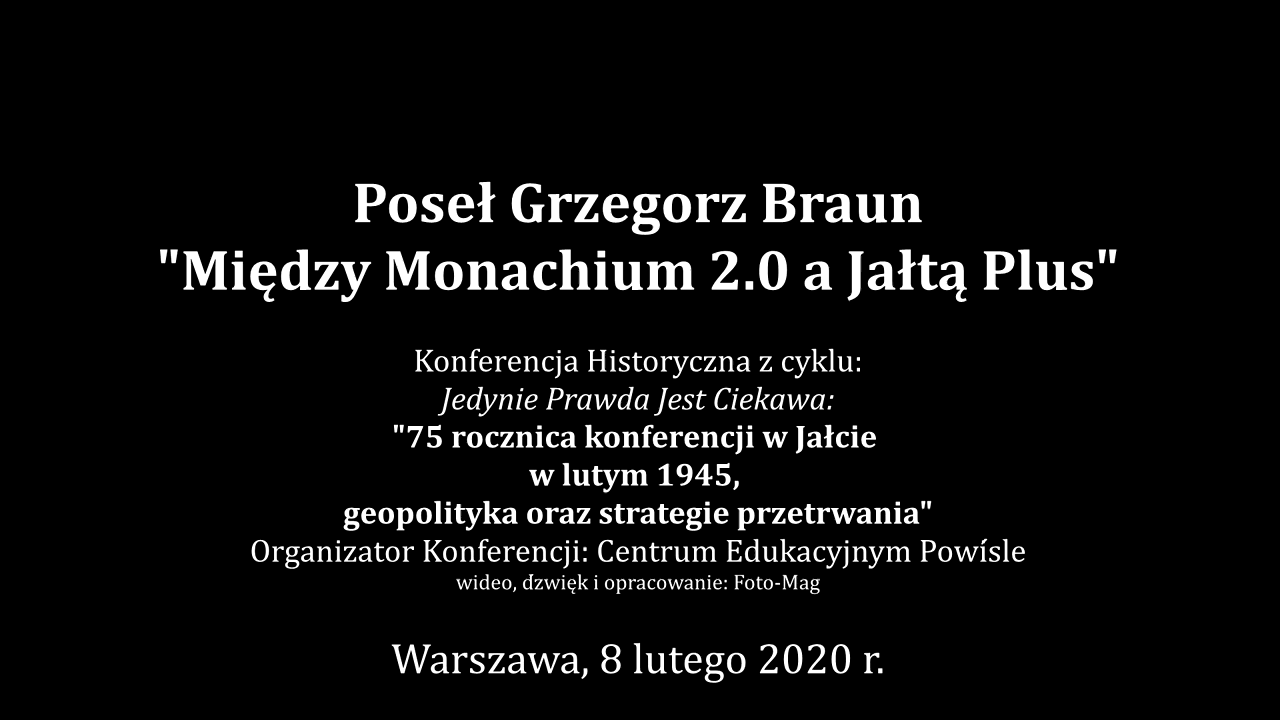 Poseł Grzegorz Braun
"Między Monachium 2.0 a Jałtą Plus"
Konferencja Historyczna z cyklu:
Jedynie Prawda Jest Ciekawa:
"75 rocznica konferencji w Jałcie
w lutym 1945,
geopolityka oraz strategie przetrwania"
Organizator Konferencji: Centrum Edukacyjnym Powísle
wideo, dzwięk i opracowanie: Foto-Mag
Warszawa, 8 lutego 2020 r.